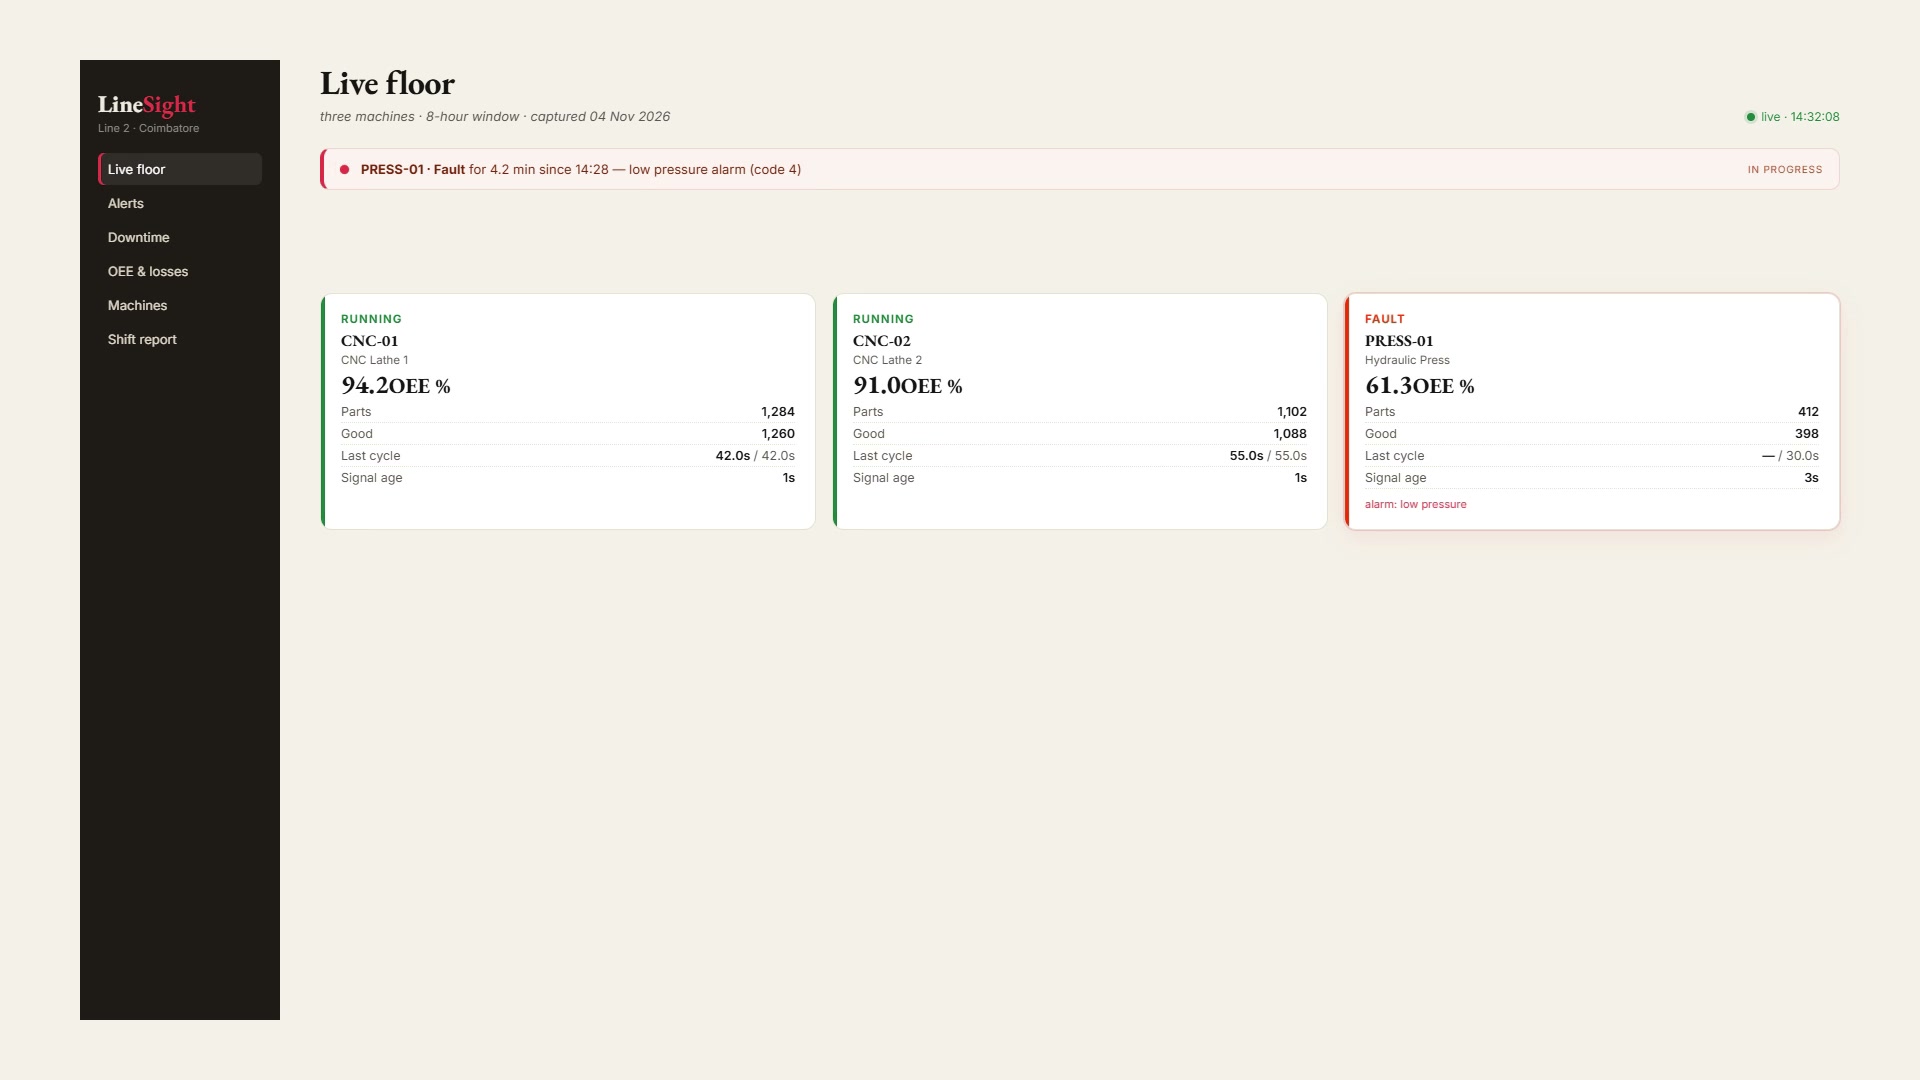 LineSight
Line 2 · Coimbatore
Live floor
Alerts
Downtime
OEE & losses
Machines
Shift report
Live floor
three machines · 8-hour window · captured 04 Nov 2026
live · 14:32:08
PRESS-01 · Fault for 4.2 min since 14:28 — low pressure alarm (code 4)
IN PROGRESS
RUNNING
CNC-01
CNC Lathe 1
94.2OEE %
Parts 1,284
Good 1,260
Last cycle 42.0s / 42.0s
Signal age 1s
RUNNING
CNC-02
CNC Lathe 2
91.0OEE %
Parts 1,102
Good 1,088
Last cycle 55.0s / 55.0s
Signal age 1s
FAULT
PRESS-01
Hydraulic Press
61.3OEE %
Parts 412
Good 398
Last cycle — / 30.0s
Signal age 3s
alarm: low pressure